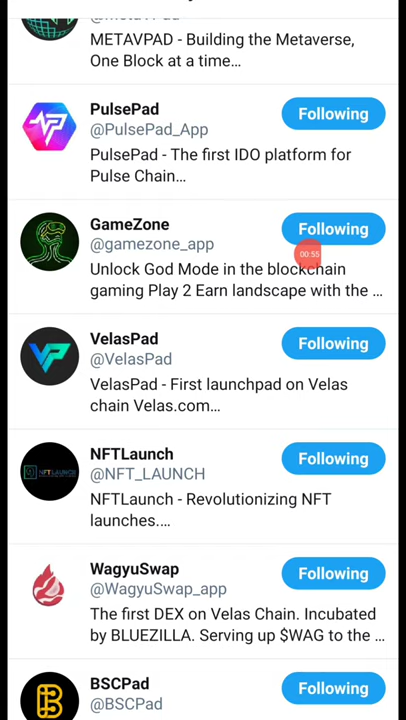 METAVPAD - Building the Metaverse,
One Block at a time...
PulsePad
Following
@PulsePad_App
PulsePad - The first IDO platform for
Pulse Chain...
GameZone
Following
@gamezone_app
00:55
Unlock God Mode in the blockchain
gaming Play 2 Earn landscape with the ...
VelasPad
Following
@VelasPad
VelasPad - First launchpad on Velas
chain Velas.com...
NFTLaunch
Following
@NFT_LAUNCH
NFTLAUNCH
NFTLaunch - Revolutionizing NFT
launches....
WagyuSwap
Following
@WagyuSwap_app
The first DEX on Velas Chain. Incubated
by BLUEZILLA. Serving up $WAG to the ...
BSCPad
Following
@BSCPad